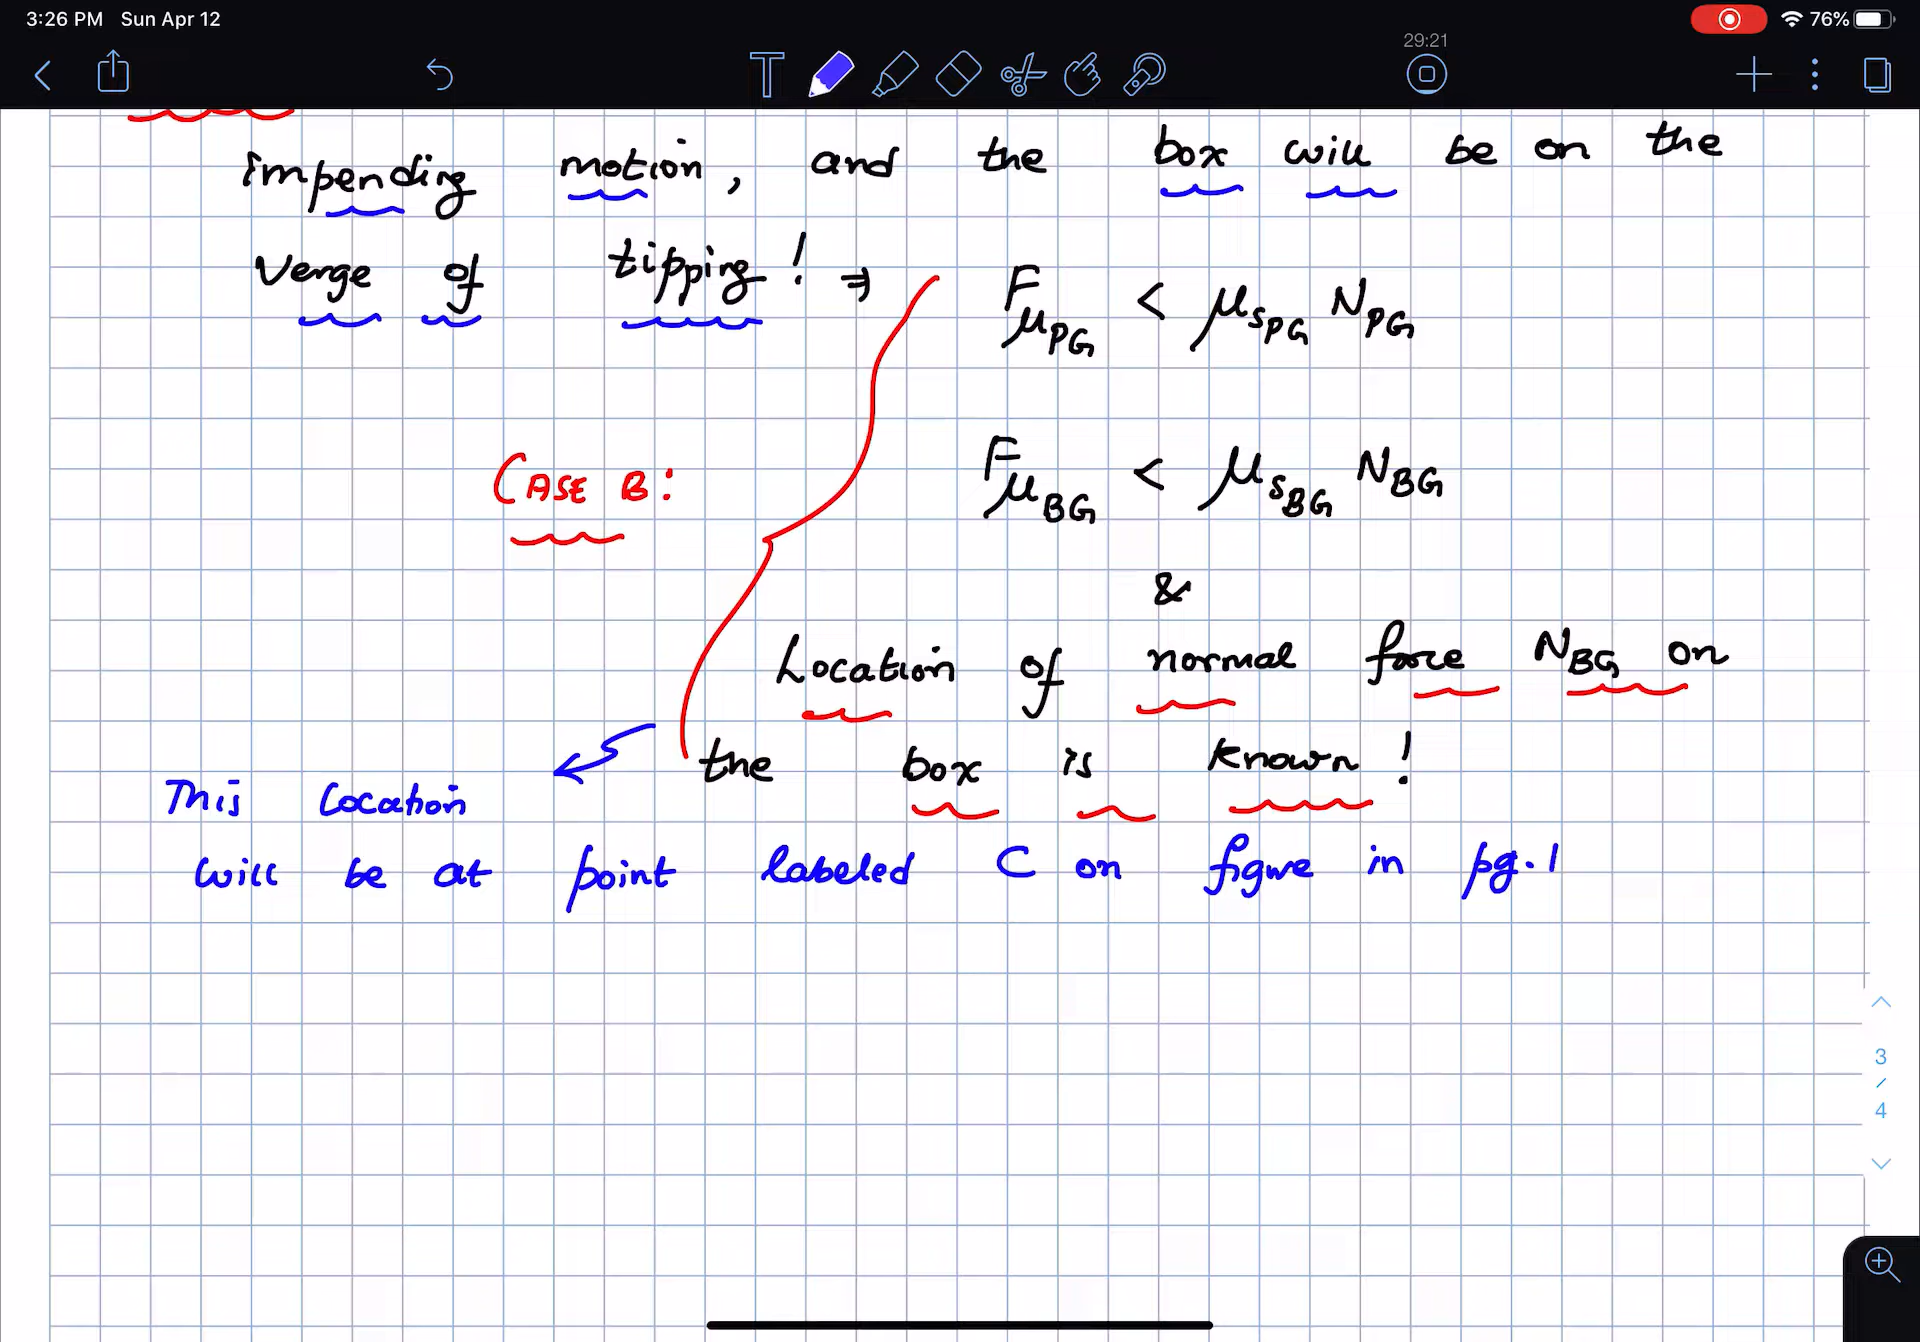 3:26 PM Sun Apr 12
76%
29:21
T
impending motion, and the box will be on the
verge of tipping! ⇒ F_μPG < μ_sPG N_PG
CASE B: F_μBG < μ_sBG N_BG
&
Location of normal force N_BG on
the box is known!
This location
will be at point labeled C on figure in pg.1
3
/
4